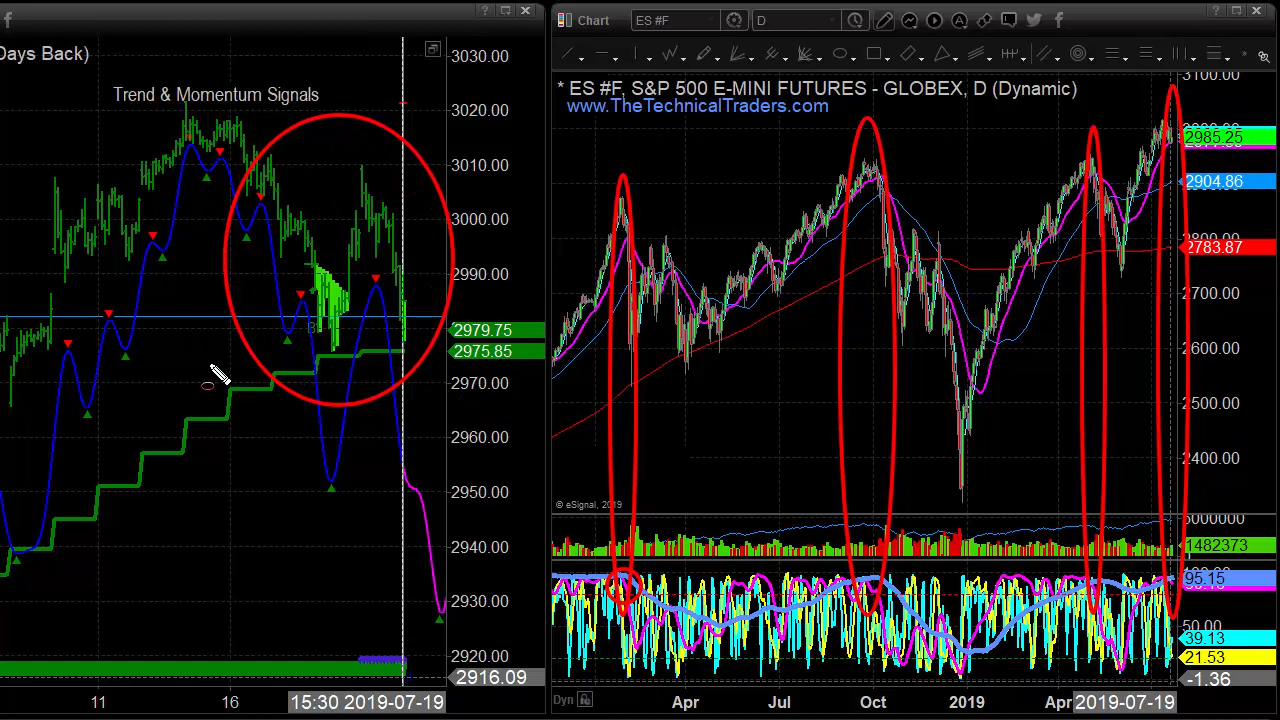 Days Back)
Trend & Momentum Signals
3030.00
3020.00
3010.00
3000.00
2990.00
2979.75
2975.85
2970.00
2960.00
2950.00
2940.00
2930.00
2920.00
2916.09
11
16
15:30 2019-07-19
Chart
ES #F
D
* ES #F, S&P 500 E-MINI FUTURES - GLOBEX, D (Dynamic)
www.TheTechnicalTraders.com
3100.00
2985.25
2904.86
2783.87
2700.00
2600.00
2500.00
2400.00
© eSignal, 2019
5000000
1482373
95.15
50.00
39.13
21.53
-1.36
Dyn
Apr
Jul
Oct
2019
Apr
2019-07-19